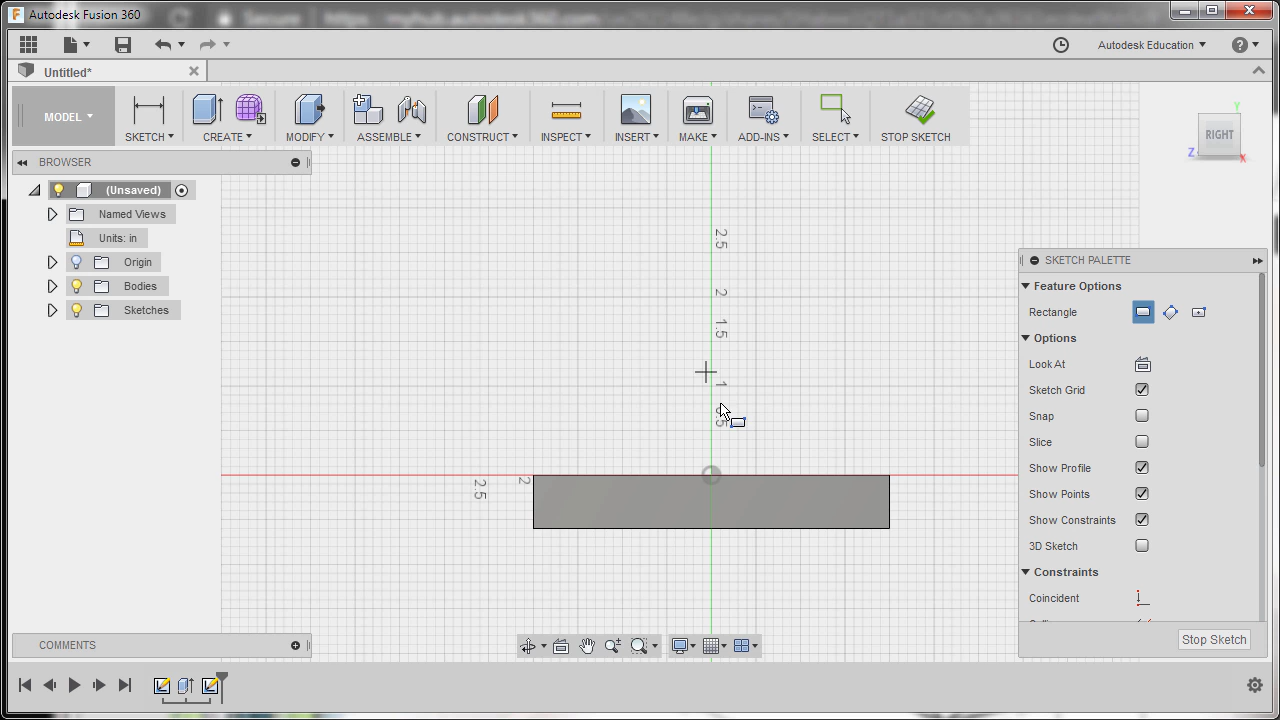 Autodesk Fusion 360
Autodesk Education
Untitled*
MODEL
SKETCH
CREATE
MODIFY
ASSEMBLE
CONSTRUCT
INSPECT
INSERT
MAKE
ADD-INS
SELECT
STOP SKETCH
Y
RIGHT
Z
X
BROWSER
(Unsaved)
Named Views
Units: in
Origin
Bodies
Sketches
2.5
2
1.5
1
2.5
2
SKETCH PALETTE
Feature Options
Rectangle
Options
Look At
Sketch Grid
Snap
Slice
Show Profile
Show Points
Show Constraints
3D Sketch
Constraints
Coincident
Stop Sketch
COMMENTS